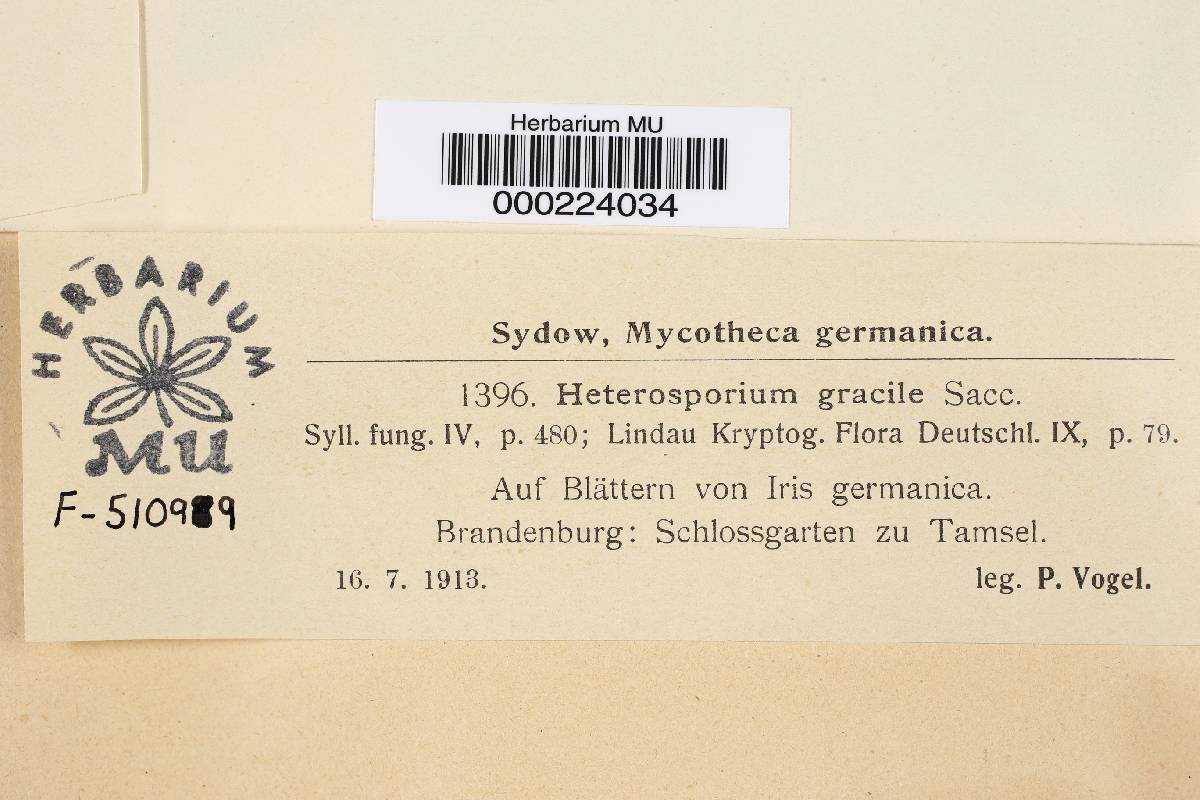 Herbarium MU
000224034
HERBARIUM
MU
F-510989
Sydow, Mycotheca germanica.
1396. Heterosporium gracile Sacc.
Syll. fung. IV, p. 480; Lindau Kryptog. Flora Deutschl. IX, p. 79.
Auf Blättern von Iris germanica.
Brandenburg: Schlossgarten zu Tamsel.
16. 7. 1913. leg. P. Vogel.